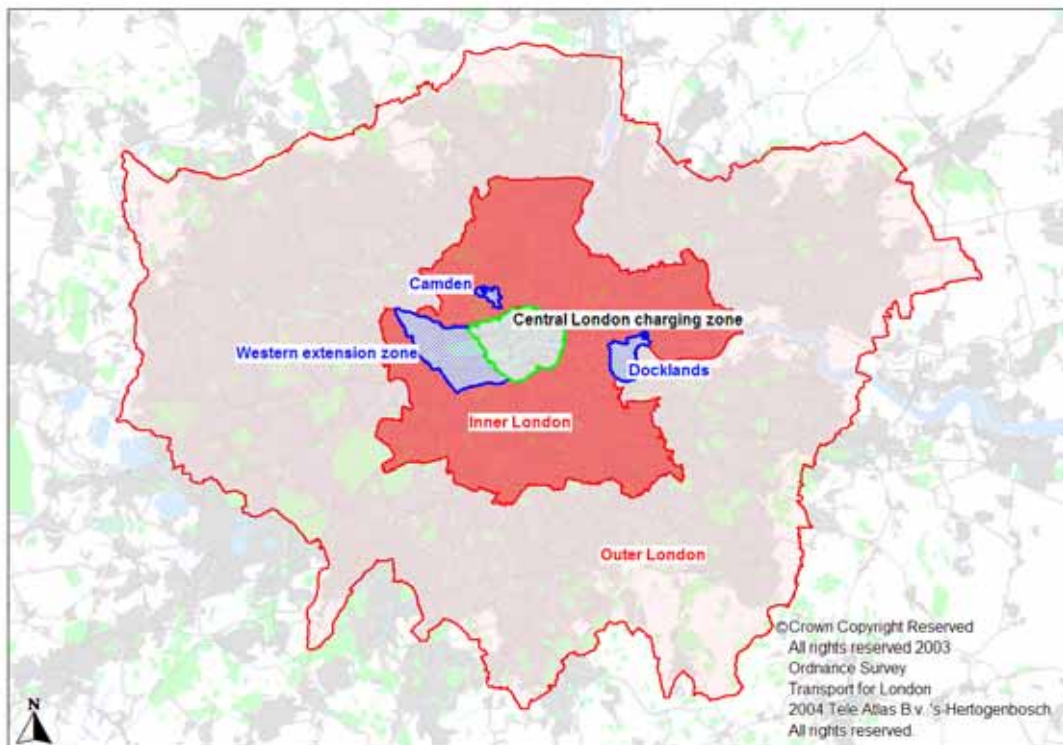 Camden
Central London charging zone
Western extension zone
Docklands
Inner London
Outer London
©Crown Copyright Reserved
All rights reserved 2003
Ordnance Survey
Transport for London
2004 Tele Atlas B.v. 's-Hertogenbosch
All rights reserved.
N